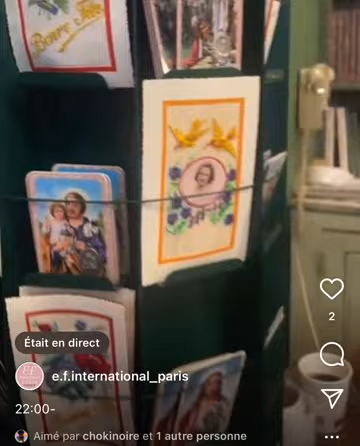 Bonne Fête
Était en direct
e.f.international_paris
2
22:00-
Aimé par chokinoire et 1 autre personne